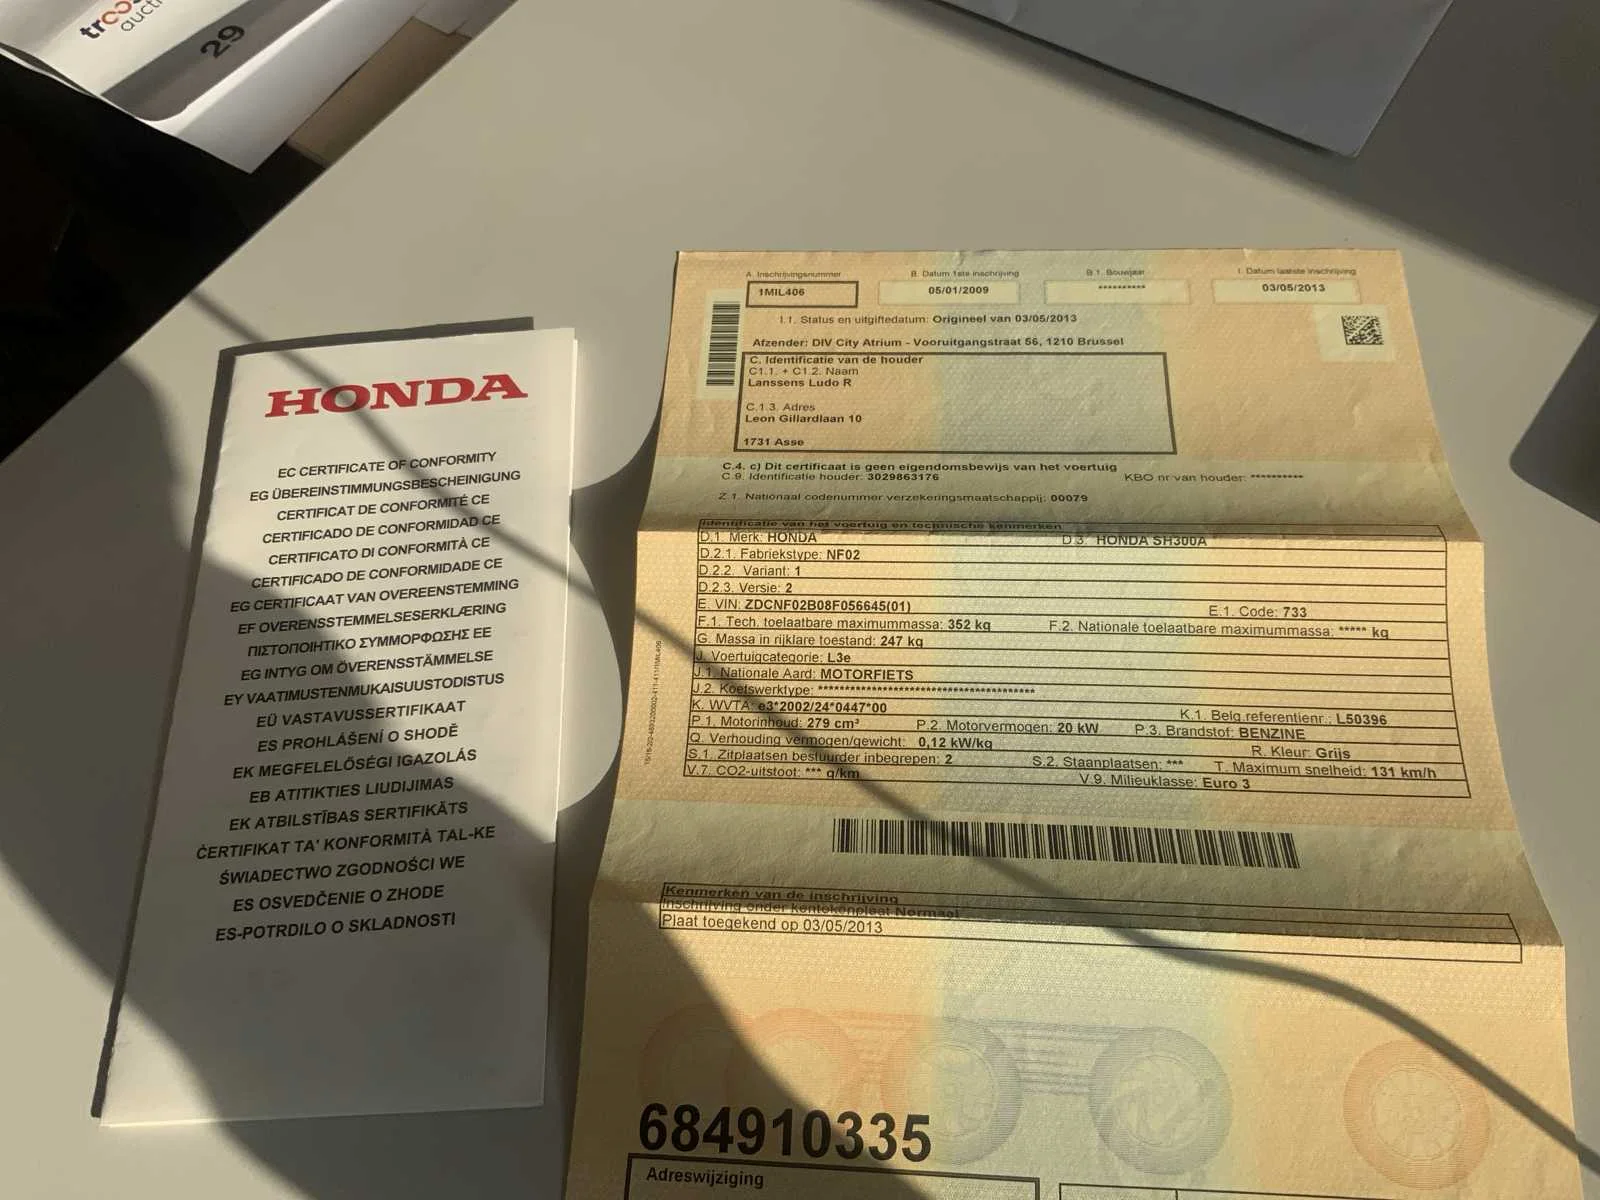 29
HONDA
EC CERTIFICATE OF CONFORMITY
EG ÜBEREINSTIMMUNGSBESCHEINIGUNG
CERTIFICAT DE CONFORMITÉ CE
CERTIFICADO DE CONFORMIDAD CE
CERTIFICATO DI CONFORMITÀ CE
CERTIFICADO DE CONFORMIDADE CE
EG CERTIFICAAT VAN OVEREENSTEMMING
EF OVERENSSTEMMELSESERKLÆRING
ΠΙΣΤΟΠΟΙΗΤΙΚΟ ΣΥΜΜΟΡΦΩΣΗΣ ΕΕ
EG INTYG OM ÖVERENSSTÄMMELSE
EY VAATIMUSTENMUKAISUUSTODISTUS
EÜ VASTAVUSSERTIFIKAAT
ES PROHLÁŠENÍ O SHODĚ
EK MEGFELELŐSÉGI IGAZOLÁS
EB ATITIKTIES LIUDIJIMAS
EK ATBILSTĪBAS SERTIFIKĀTS
ĊERTIFIKAT TA' KONFORMITÀ TAL-KE
ŚWIADECTWO ZGODNOŚCI WE
ES OSVEDČENIE O ZHODE
ES-POTRDILO O SKLADNOSTI
A. Inschrijvingsnummer B. Datum 1ste inschrijving B.1. Bouwjaar I. Datum laatste inschrijving
1MIL406 05/01/2009 ********** 03/05/2013
I.1. Status en uitgiftedatum: Origineel van 03/05/2013
Afzender: DIV City Atrium - Vooruitgangstraat 56, 1210 Brussel
C. Identificatie van de houder
C1.1. + C1.2. Naam
Lanssens Ludo R
C.1.3. Adres
Leon Gillardlaan 10
1731 Asse
C.4. c) Dit certificaat is geen eigendomsbewijs van het voertuig
C.9. Identificatie houder: 3029863176 KBO nr van houder: **********
Z.1. Nationaal codenummer verzekeringsmaatschappij: 00079
Identificatie van het voertuig en technische kenmerken
D.1. Merk: HONDA D.3. HONDA SH300A
D.2.1. Fabriekstype: NF02
D.2.2. Variant: 1
D.2.3. Versie: 2
E. VIN: ZDCNF02B08F056645(01) E.1. Code: 733
F.1. Tech. toelaatbare maximummassa: 352 kg F.2. Nationale toelaatbare maximummassa: ***** kg
G. Massa in rijklare toestand: 247 kg
J. Voertuigcategorie: L3e
J.1. Nationale Aard: MOTORFIETS
J.2. Koetswerktype: ****************************************
K. WVTA: e3*2002/24*0447*00 K.1. Belg.referentienr.: L50396
P.1. Motorinhoud: 279 cm³ P.2. Motorvermogen: 20 kW P.3. Brandstof: BENZINE
Q. Verhouding vermogen/gewicht: 0,12 kW/kg R. Kleur: Grijs
S.1. Zitplaatsen bestuurder inbegrepen: 2 S.2. Staanplaatsen: *** T. Maximum snelheid: 131 km/h
V.7. CO2-uitstoot: *** g/km V.9. Milieuklasse: Euro 3
Kenmerken van de inschrijving
Inschrijving onder kentekenplaat Normaal
Plaat toegekend op 03/05/2013
684910335
Adreswijziging